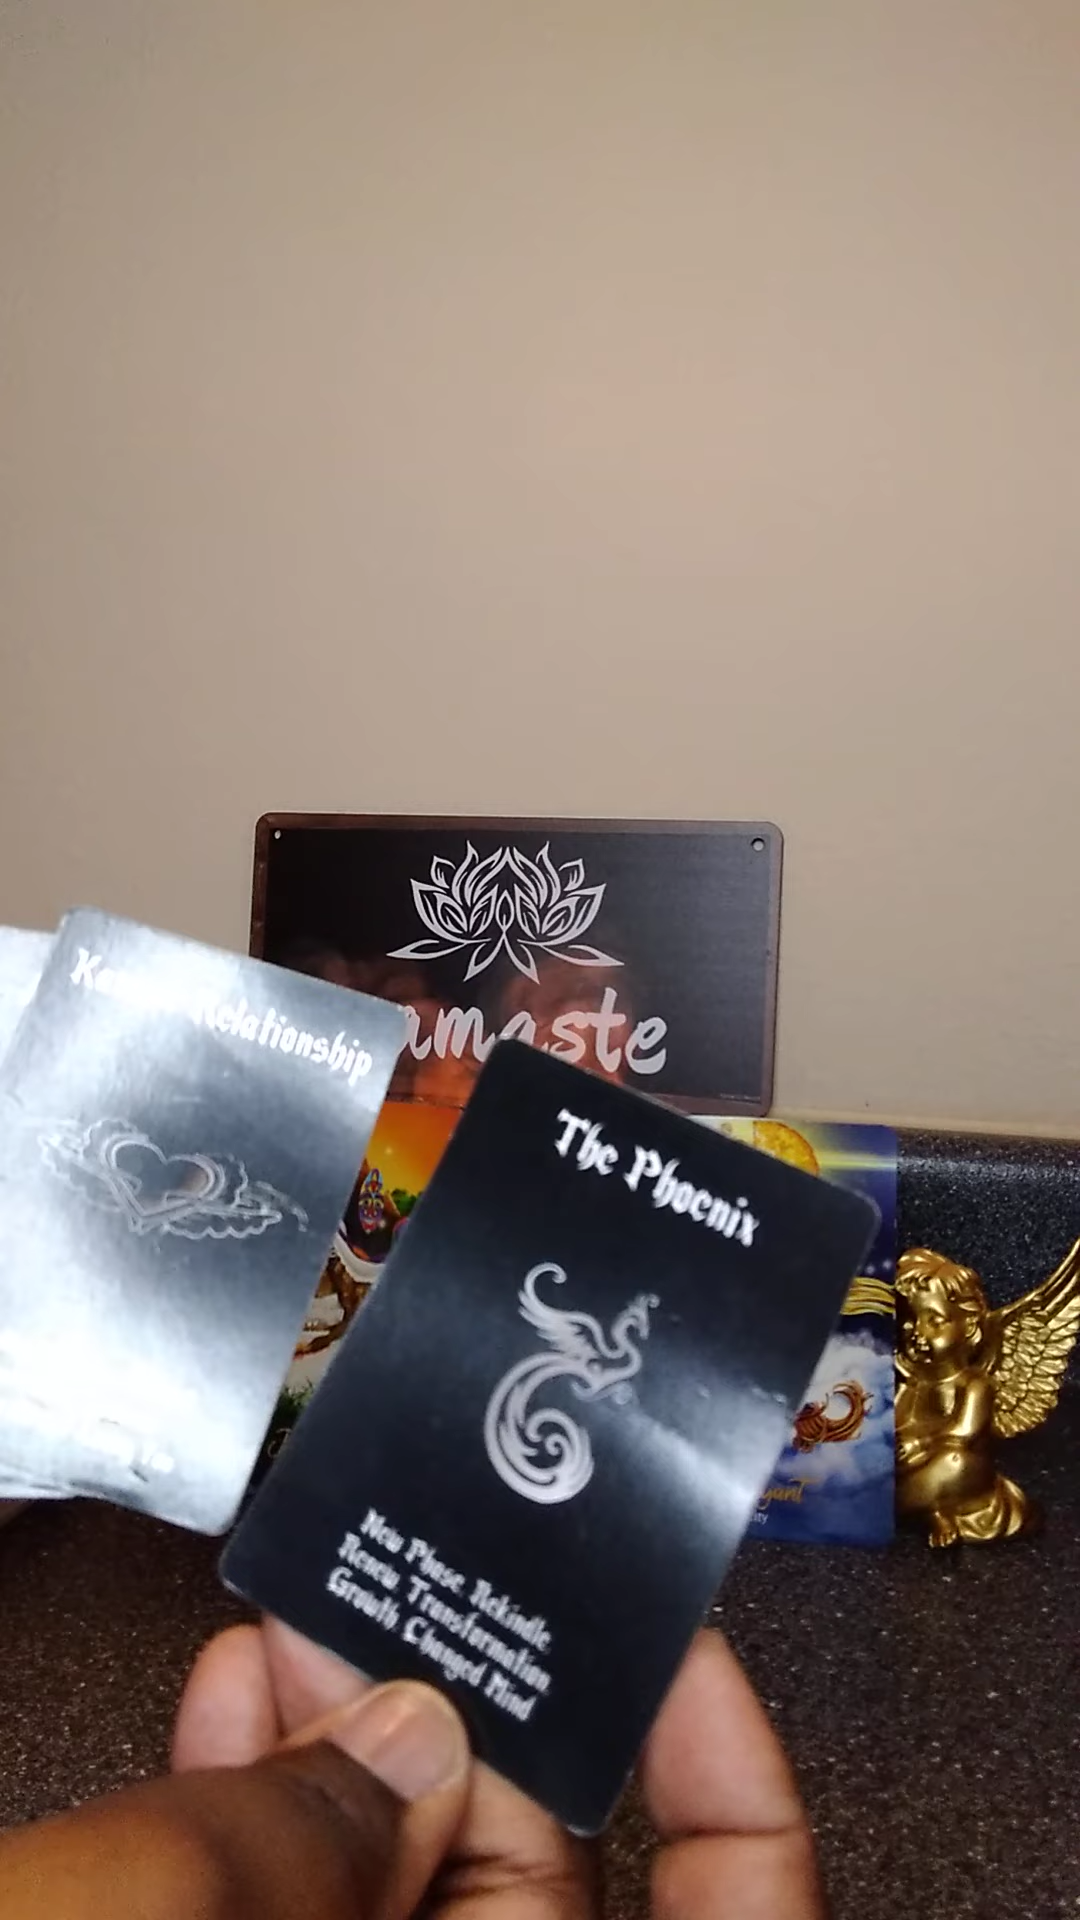 amaste
Relationship
The Phoenix
New Phase, Rekindle,
Renew, Transformation,
Growth, Changed Mind